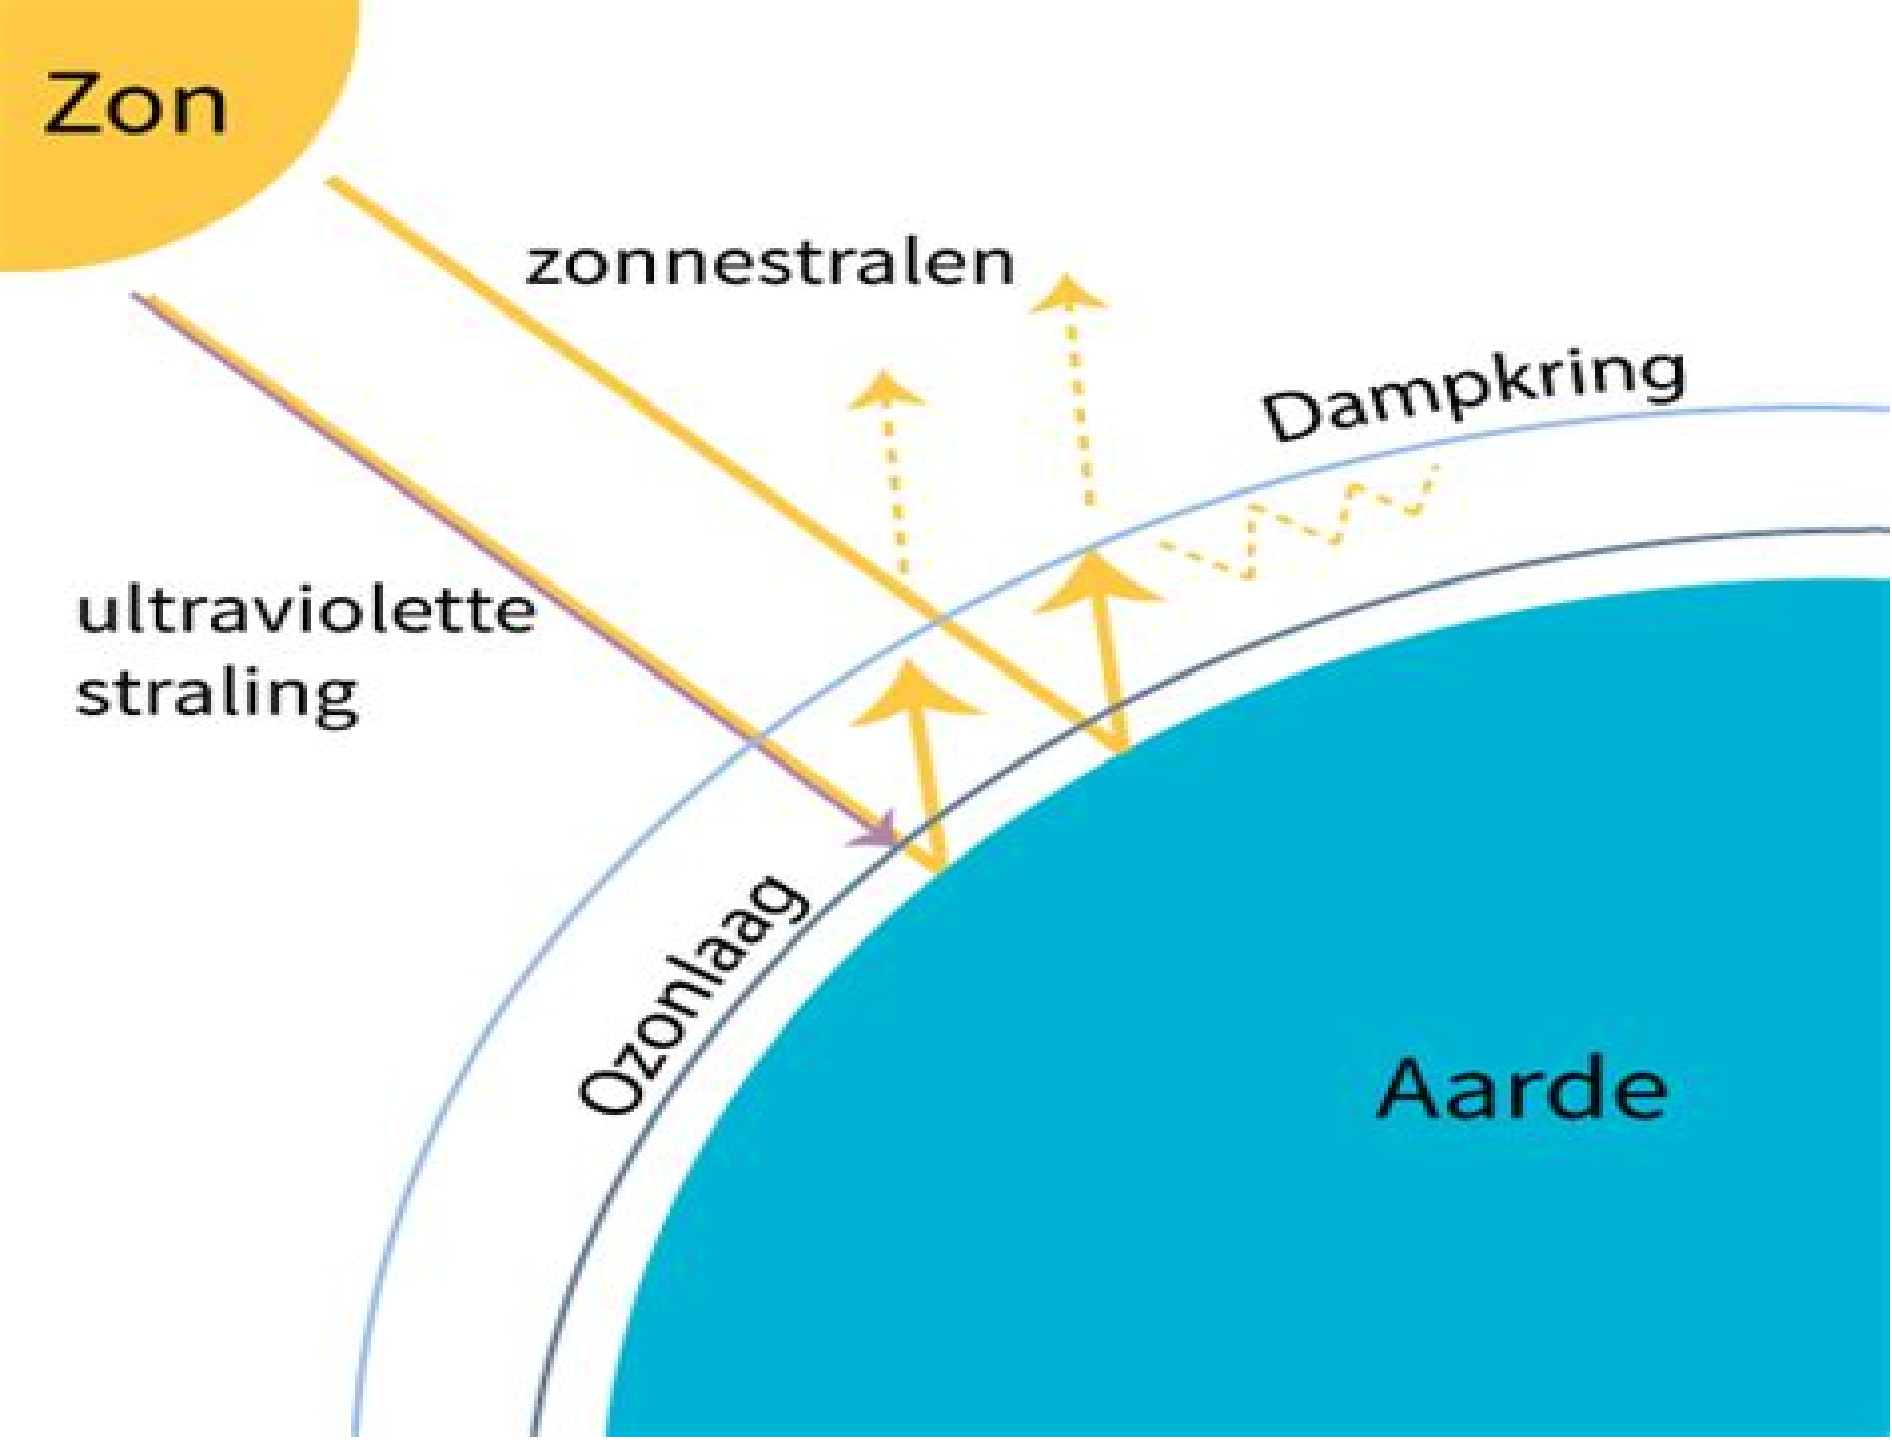 Zon
zonnestralen
Dampkring
ultraviolette
straling
Ozonlaag
Aarde